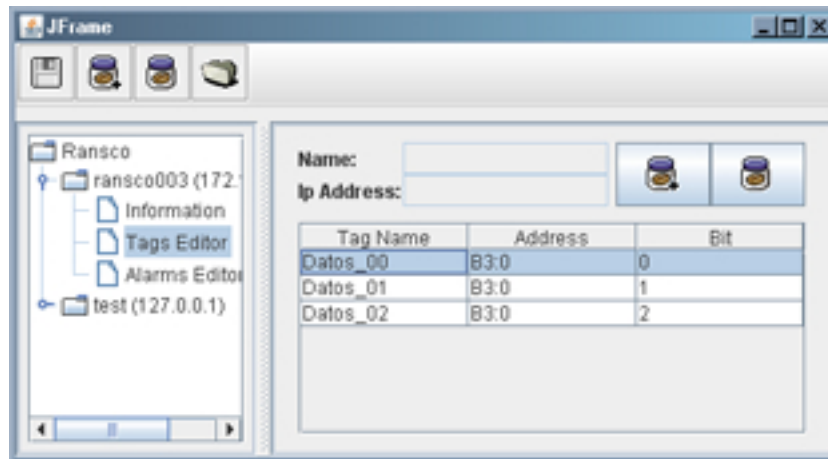 JFrame
Ransco
ransco003 (172.
Information
Tags Editor
Alarms Editor
test (127.0.0.1)
Name:
Ip Address:
Tag Name Address Bit
Datos_00 B3:0 0
Datos_01 B3:0 1
Datos_02 B3:0 2